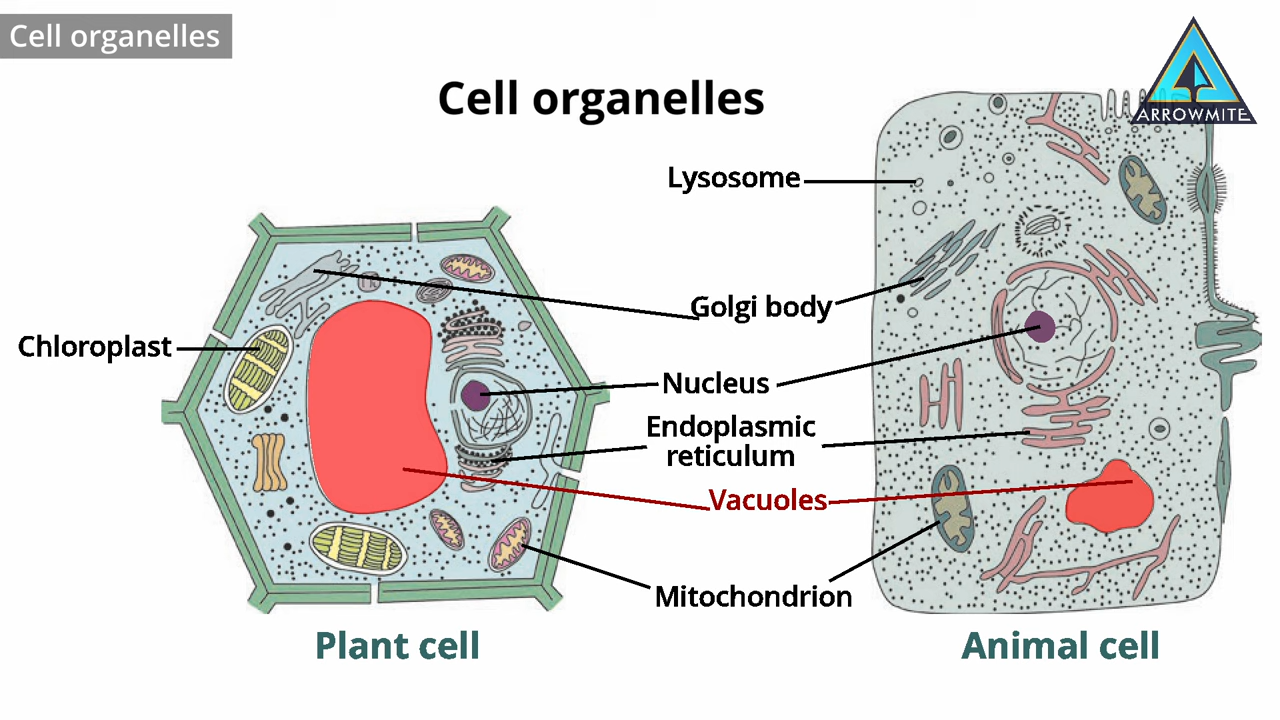 Cell organelles
Cell organelles
ARROWMITE
Lysosome
Golgi body
Chloroplast
Nucleus
Endoplasmic
reticulum
Vacuoles
Mitochondrion
Plant cell
Animal cell